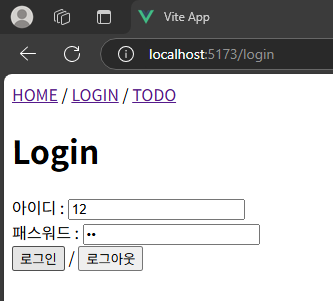 Vite App
localhost:5173/login
HOME / LOGIN / TODO
Login
아이디 : 12
패스워드 : ••
로그인 / 로그아웃